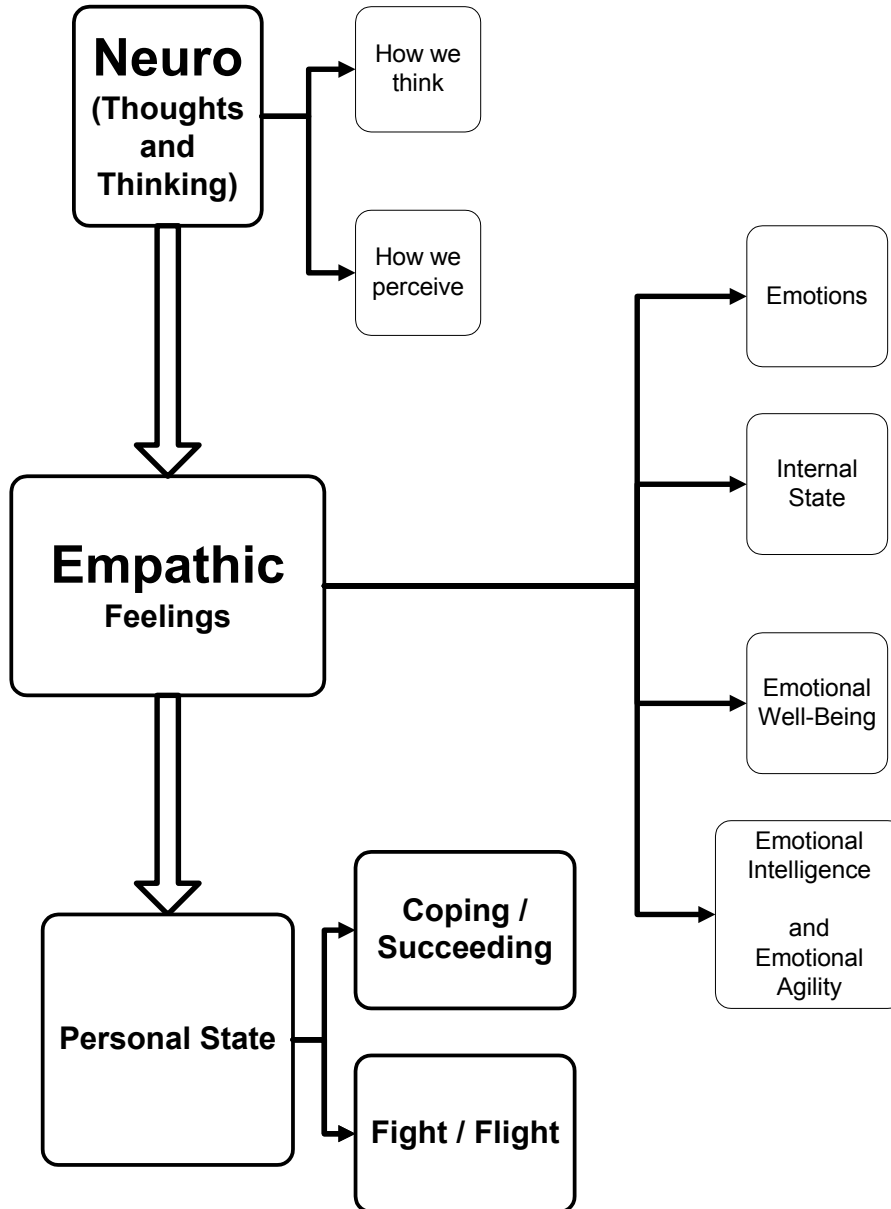 Neuro
(Thoughts
and
Thinking)
How we
think
How we
perceive
Emotions
Internal
State
Empathic
Feelings
Emotional
Well-Being
Emotional
Intelligence
and
Emotional
Agility
Coping /
Succeeding
Personal State
Fight / Flight